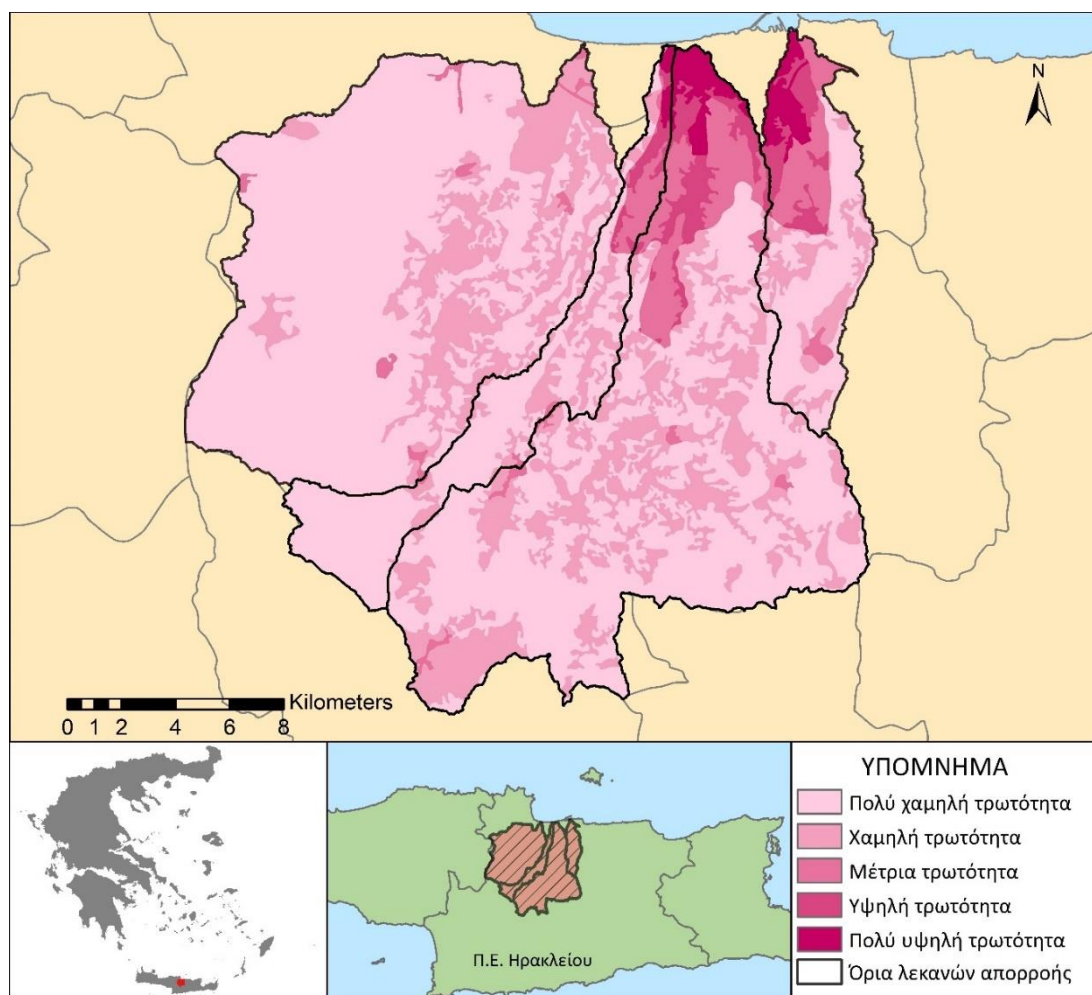 N
Kilometers
0 1 2 4 6 8
Π.Ε. Ηρακλείου
ΥΠΟΜΝΗΜΑ
Πολύ χαμηλή τρωτότητα
Χαμηλή τρωτότητα
Μέτρια τρωτότητα
Υψηλή τρωτότητα
Πολύ υψηλή τρωτότητα
Όρια λεκανών απορροής